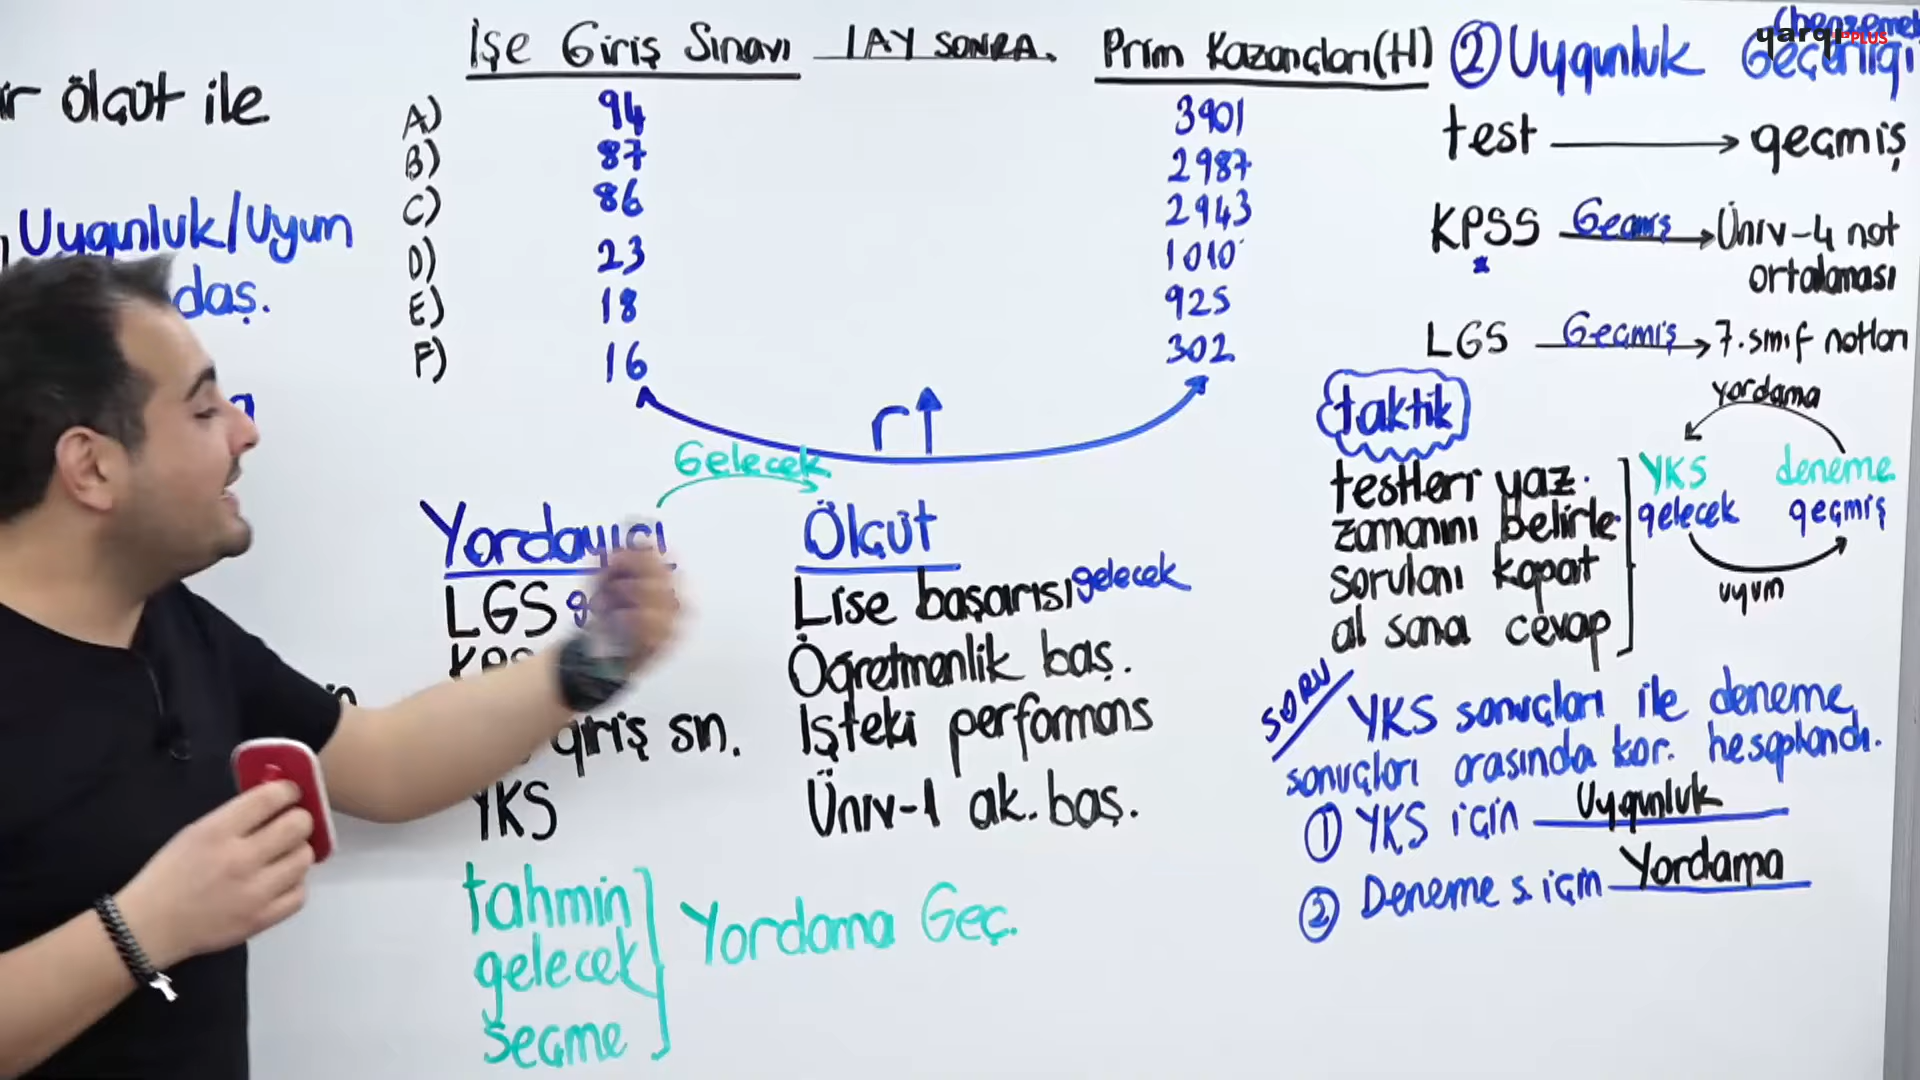 ölçüt ile
Uygunluk/Uyum
daş.
İşe Giriş Sınavı 1 AY SONRA. Prim Kazançları(H)
A) 94 3901
B) 87 2987
C) 86 2943
D) 23 1010
E) 18 925
F) 16 302
r↑
Gelecek
Yordayıcı Ölçüt
LGS Lise başarısı gelecek
Öğretmenlik baş.
giriş sn. İşteki performans
YKS Üniv-1 ak. baş.
tahmin
gelecek
seçme
Yordama Geç.
② Uygunluk Geçerliği
yargı PLUS
test → geçmiş
KPSS Geçmiş → Üniv-4 not
ortalaması
LGS Geçmiş → 7. sınıf notları
taktik
testleri yaz.
zamanını belirle.
soruları kapat
al sana cevap
yordama
YKS deneme
gelecek geçmiş
uyum
SORU
YKS sonuçları ile deneme
sonuçları arasında kor. hesaplandı.
① YKS için Uygunluk
② Deneme s. için Yordama